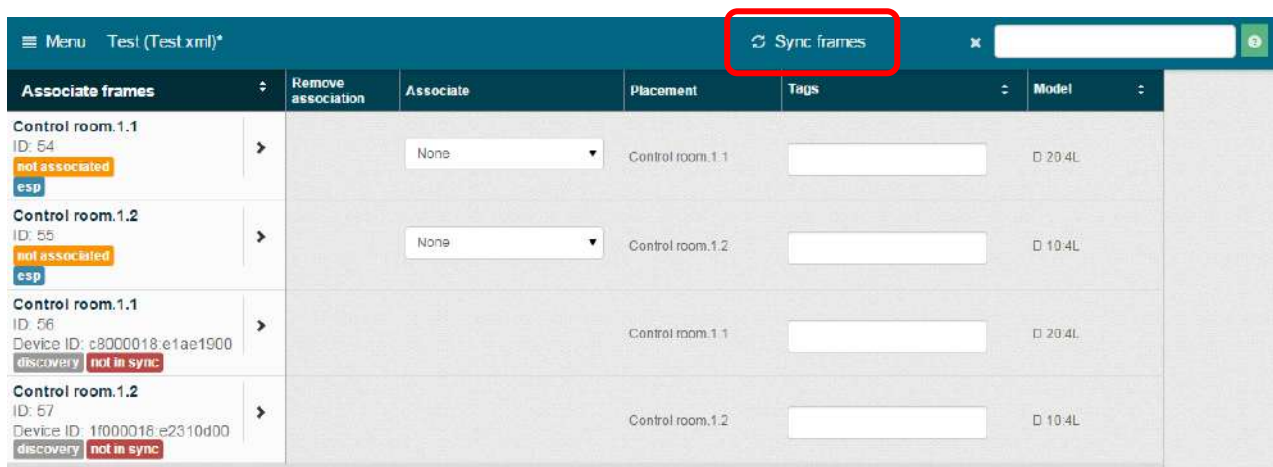 Menu Test (Test.xml)* Sync frames
Associate frames Remove association Associate Placement Tags Model
Control room.1.1
ID: 54
not associated
esp
None Control room.1.1 D 20:4L
Control room.1.2
ID: 55
not associated
esp
None Control room.1.2 D 10:4L
Control room.1.1
ID: 56
Device ID: c8000018:e1ae1900
discovery not in sync
Control room.1.1 D 20:4L
Control room.1.2
ID: 57
Device ID: 1f000018:e2310d00
discovery not in sync
Control room.1.2 D 10:4L